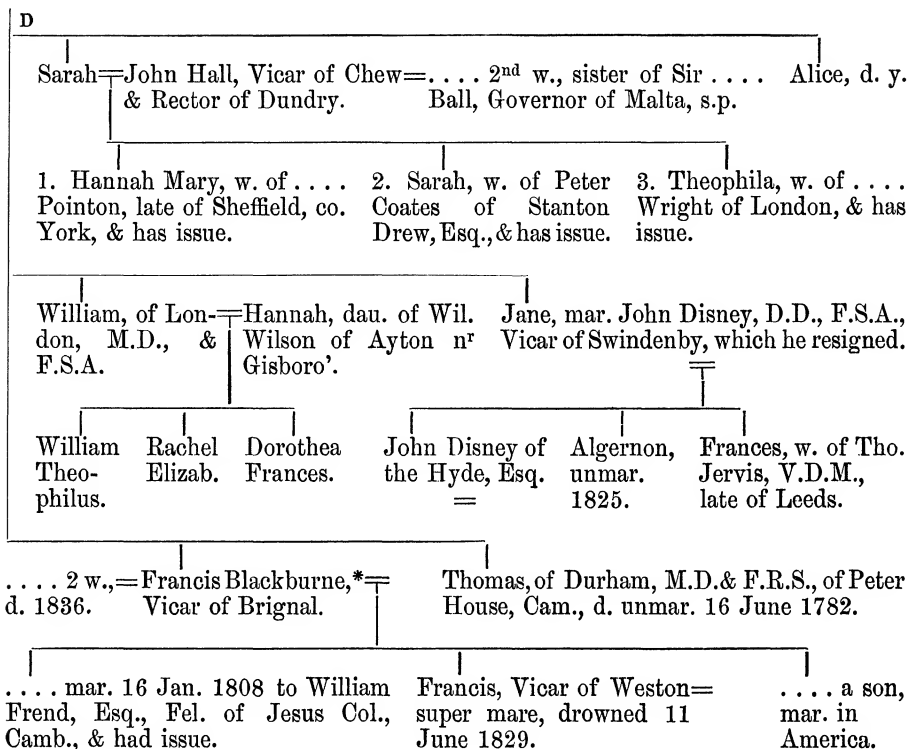 D
Sarah=John Hall, Vicar of Chew=.... 2nd w., sister of Sir .... Alice, d. y.
& Rector of Dundry. Ball, Governor of Malta, s.p.
1. Hannah Mary, w. of ....
Pointon, late of Sheffield, co.
York, & has issue.
2. Sarah, w. of Peter
Coates of Stanton
Drew, Esq., & has issue.
3. Theophila, w. of ....
Wright of London, & has
issue.
William, of Lon-=Hannah, dau. of Wil.
don, M.D., & Wilson of Ayton nr
F.S.A. Gisboro'.
Jane, mar. John Disney, D.D., F.S.A.,
Vicar of Swindenby, which he resigned.
William
Theo-
philus.
Rachel
Elizab.
Dorothea
Frances.
John Disney of
the Hyde, Esq.
=
Algernon,
unmar.
1825.
Frances, w. of Tho.
Jervis, V.D.M.,
late of Leeds.
.... 2 w.,=Francis Blackburne,*=
d. 1836. Vicar of Brignal.
Thomas, of Durham, M.D. & F.R.S., of Peter
House, Cam., d. unmar. 16 June 1782.
.... mar. 16 Jan. 1808 to William
Frend, Esq., Fel. of Jesus Col.,
Camb., & had issue.
Francis, Vicar of Weston=
super mare, drowned 11
June 1829.
.... a son,
mar. in
America.